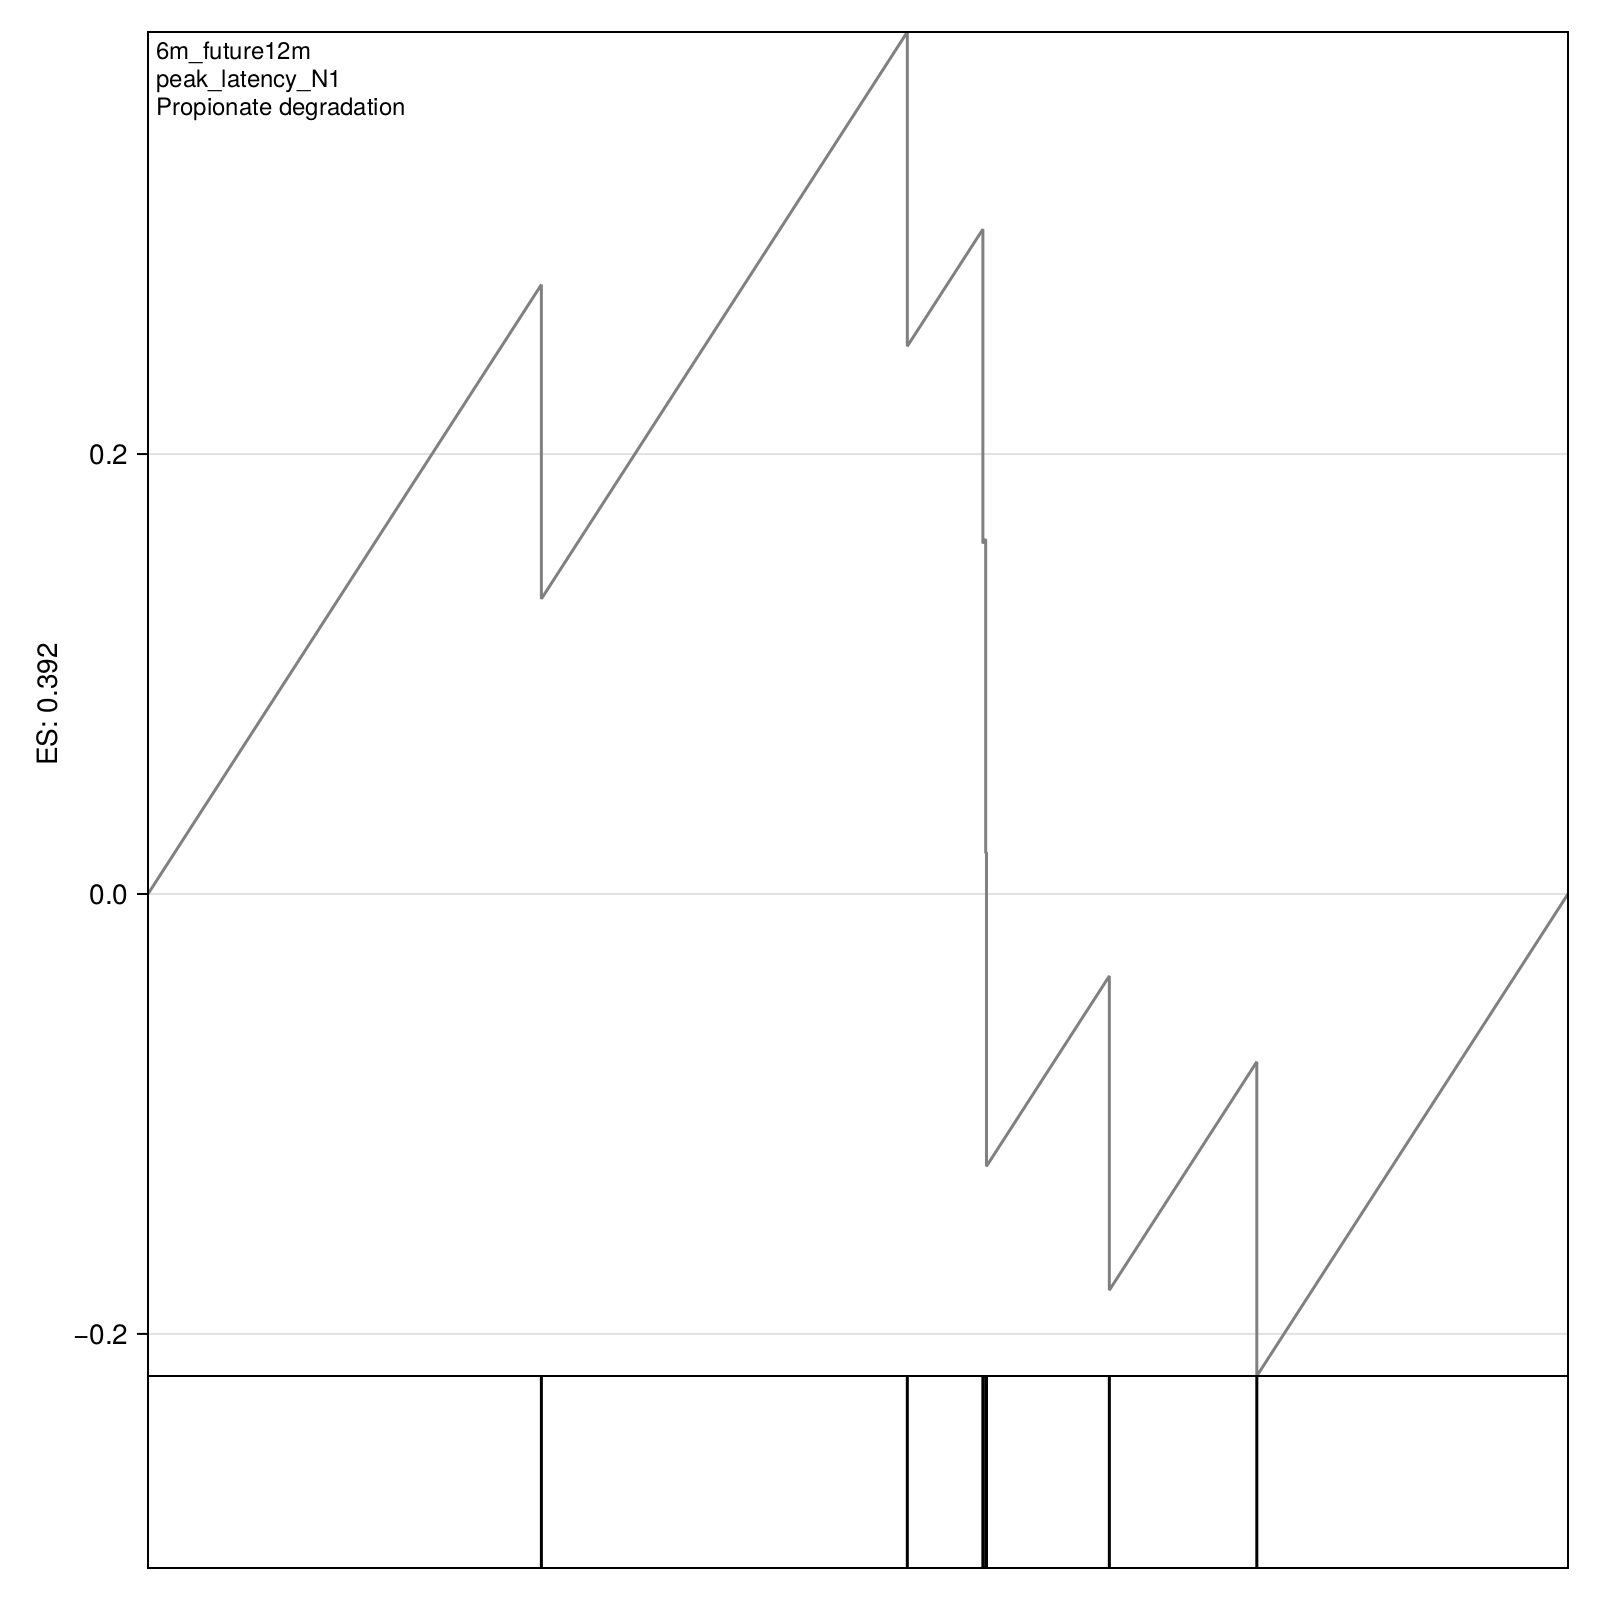 6m_future12m
peak_latency_N1
Propionate degradation
0.2
ES: 0.392
0.0
−0.2